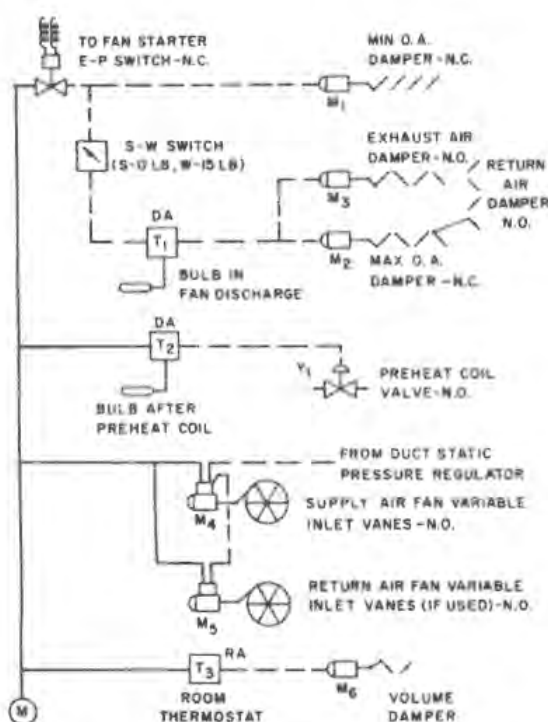 TO FAN STARTER
E-P SWITCH-N.C.
MIN O.A.
DAMPER-N.C.
M1
S-W SWITCH
(S-0 LB, W-15 LB)
EXHAUST AIR
DAMPER-N.O.
RETURN
AIR
DAMPER
N.O.
M3
DA
T1
M2
MAX O.A.
DAMPER-N.C.
BULB IN
FAN DISCHARGE
DA
T2
V1
PREHEAT COIL
VALVE-N.O.
BULB AFTER
PREHEAT COIL
FROM DUCT STATIC
PRESSURE REGULATOR
M4
SUPPLY AIR FAN VARIABLE
INLET VANES-N.O.
M5
RETURN AIR FAN VARIABLE
INLET VANES (IF USED)-N.O.
T3
RA
M6
M
ROOM
THERMOSTAT
VOLUME
DAMPER